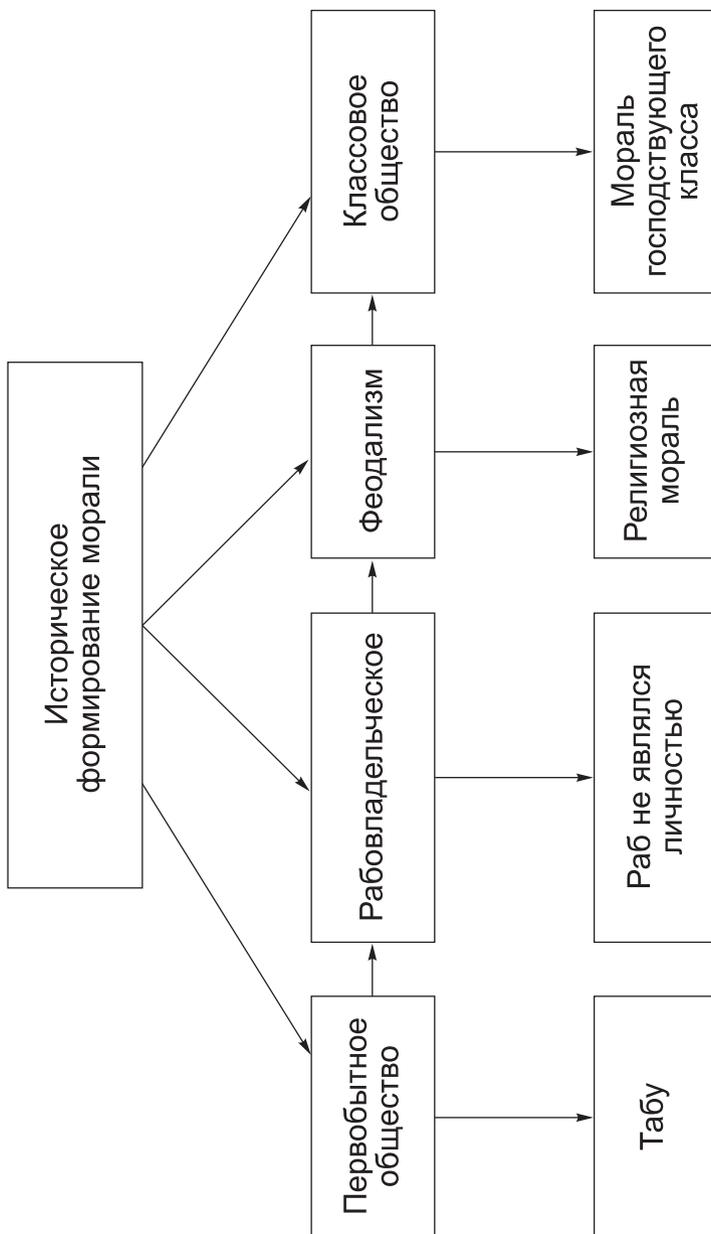 Историческое
формирование морали
Первобытное
общество
Рабовладельческое
Феодализм
Классовое
общество
Табу
Раб не являлся
личностью
Религиозная
мораль
Мораль
господствующего
класса